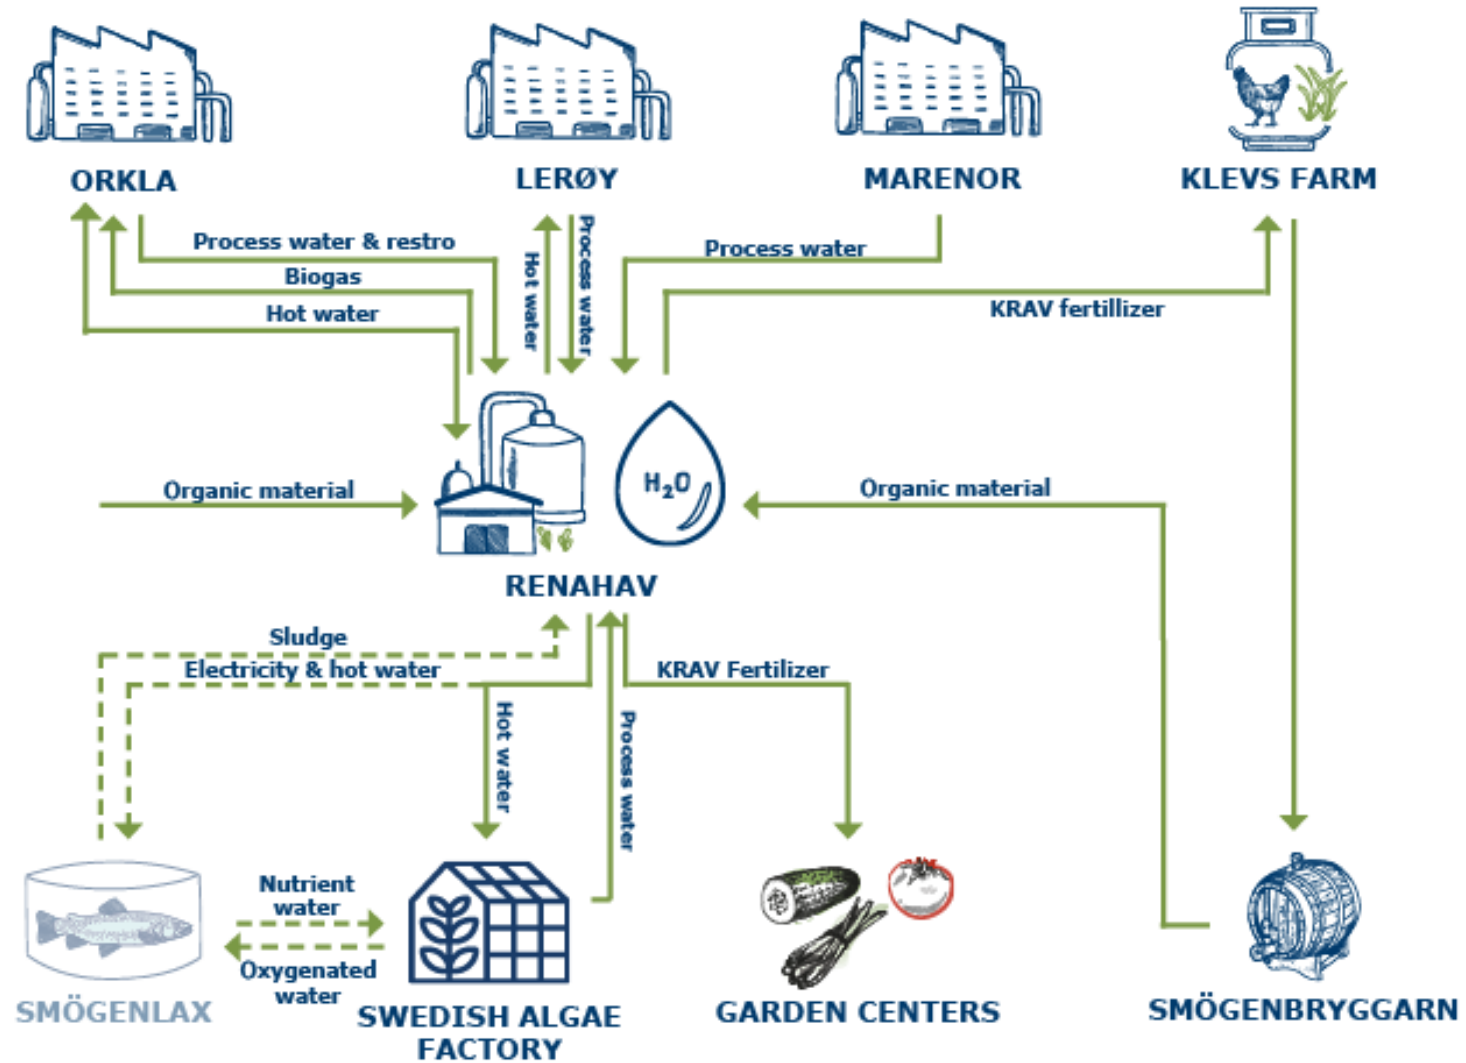 ORKLA
LERØY
MARENOR
KLEVS FARM
Process water & restro
Biogas
Hot water
Hot water
Process water
Process water
KRAV fertillizer
Organic material
H₂O
Organic material
RENAHAV
Sludge
Electricity & hot water
KRAV Fertilizer
Hot water
Process water
Nutrient
water
Oxygenated
water
SMÖGENLAX
SWEDISH ALGAE
FACTORY
GARDEN CENTERS
SMÖGENBRYGGARN